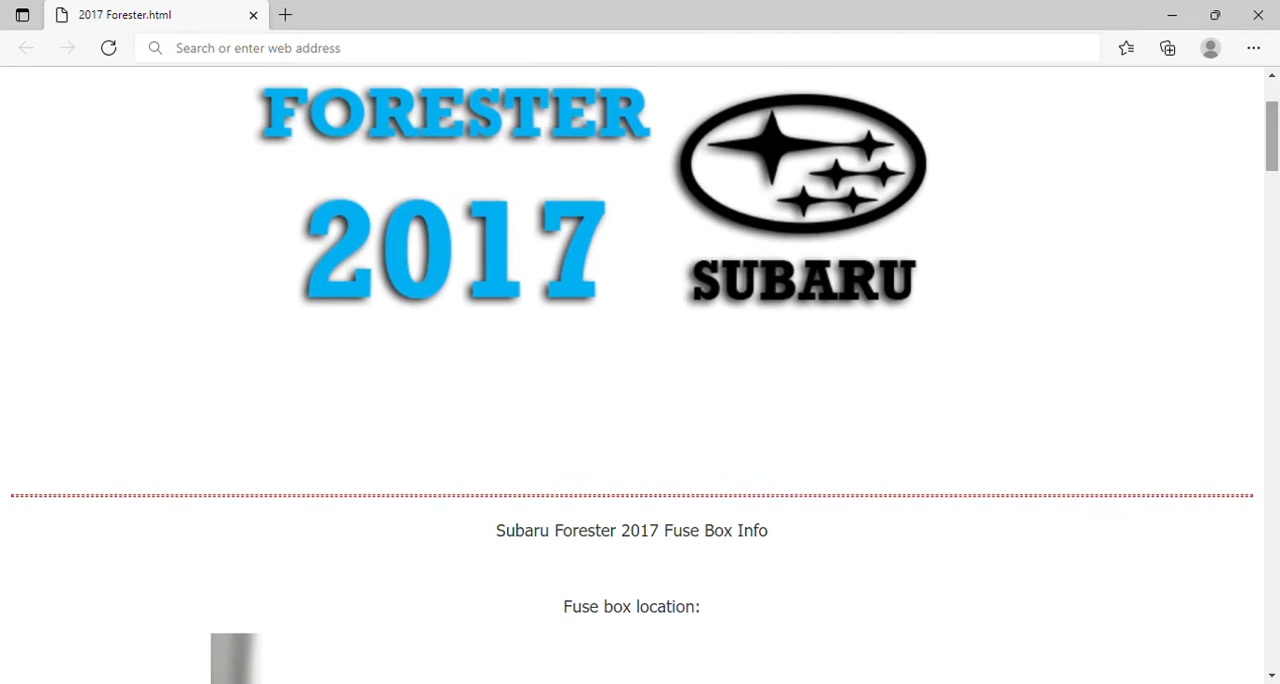 2017 Forester.html
Search or enter web address
FORESTER
2017
SUBARU
Subaru Forester 2017 Fuse Box Info
Fuse box location: